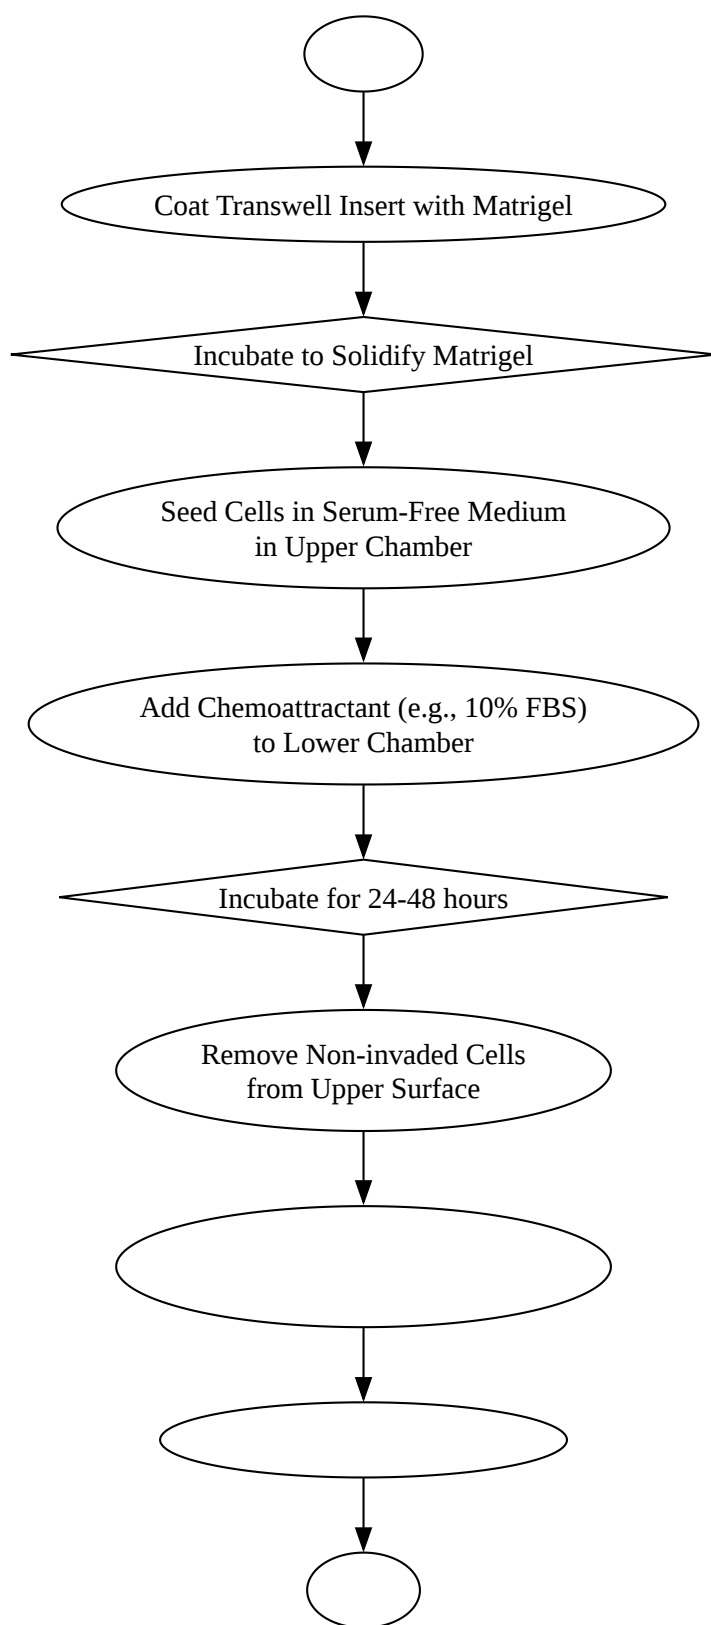 Coat Transwell Insert with Matrigel
Incubate to Solidify Matrigel
Seed Cells in Serum-Free Medium
in Upper Chamber
Add Chemoattractant (e.g., 10% FBS)
to Lower Chamber
Incubate for 24-48 hours
Remove Non-invaded Cells
from Upper Surface